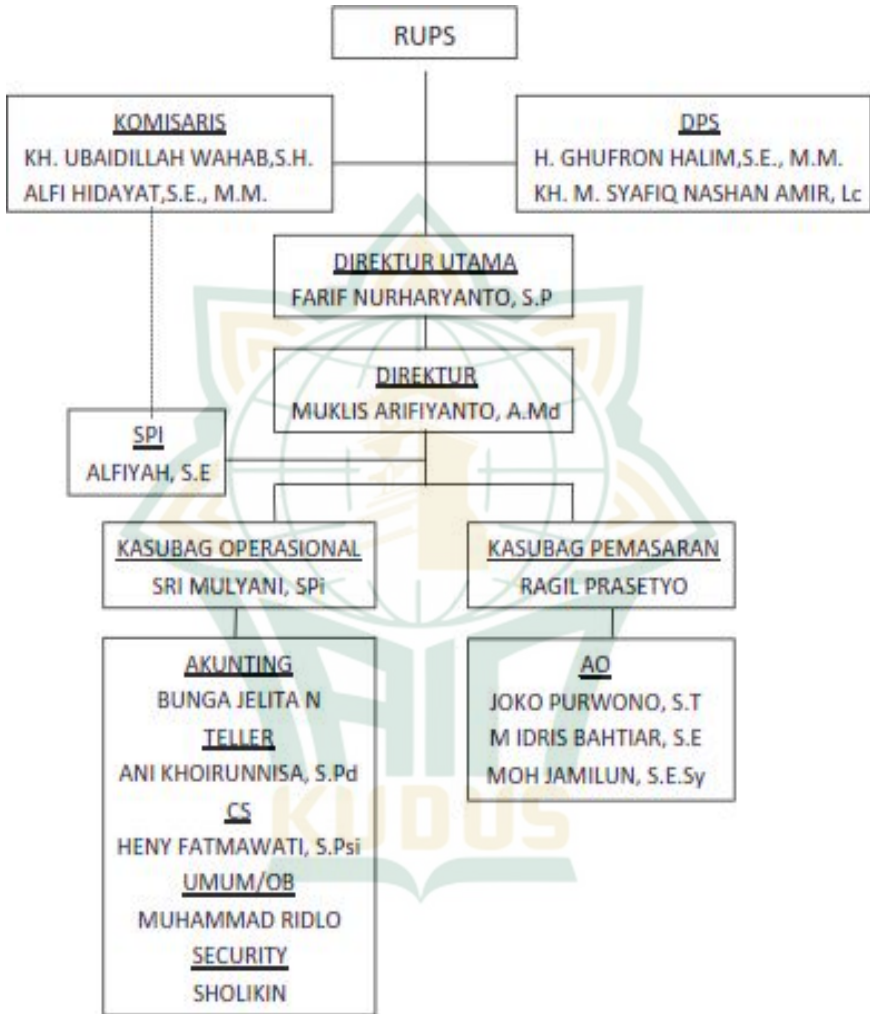 RUPS
KOMISARIS
KH. UBAIDILLAH WAHAB,S.H.
ALFI HIDAYAT,S.E., M.M.
DPS
H. GHUFRON HALIM,S.E., M.M.
KH. M. SYAFIQ NASHAN AMIR, Lc
DIREKTUR UTAMA
FARIF NURHARYANTO, S.P
DIREKTUR
MUKLIS ARIFIYANTO, A.Md
SPI
ALFIYAH, S.E
KASUBAG OPERASIONAL
SRI MULYANI, SPi
KASUBAG PEMASARAN
RAGIL PRASETYO
AKUNTING
BUNGA JELITA N
TELLER
ANI KHOIRUNNISA, S.Pd
CS
HENY FATMAWATI, S.Psi
UMUM/OB
MUHAMMAD RIDLO
SECURITY
SHOLIKIN
AO
JOKO PURWONO, S.T
M IDRIS BAHTIAR, S.E
MOH JAMILUN, S.E.Sy
KUDUS